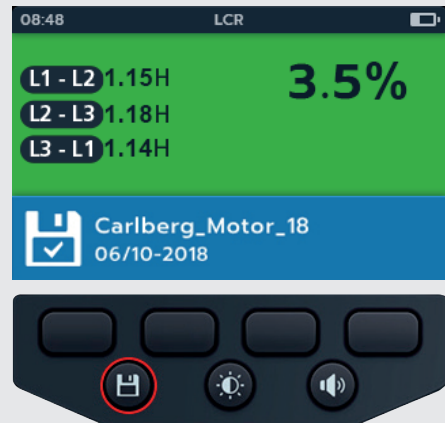 08:48 LCR
L1 - L2 1.15H 3.5%
L2 - L3 1.18H
L3 - L1 1.14H
Carlberg_Motor_18
06/10-2018